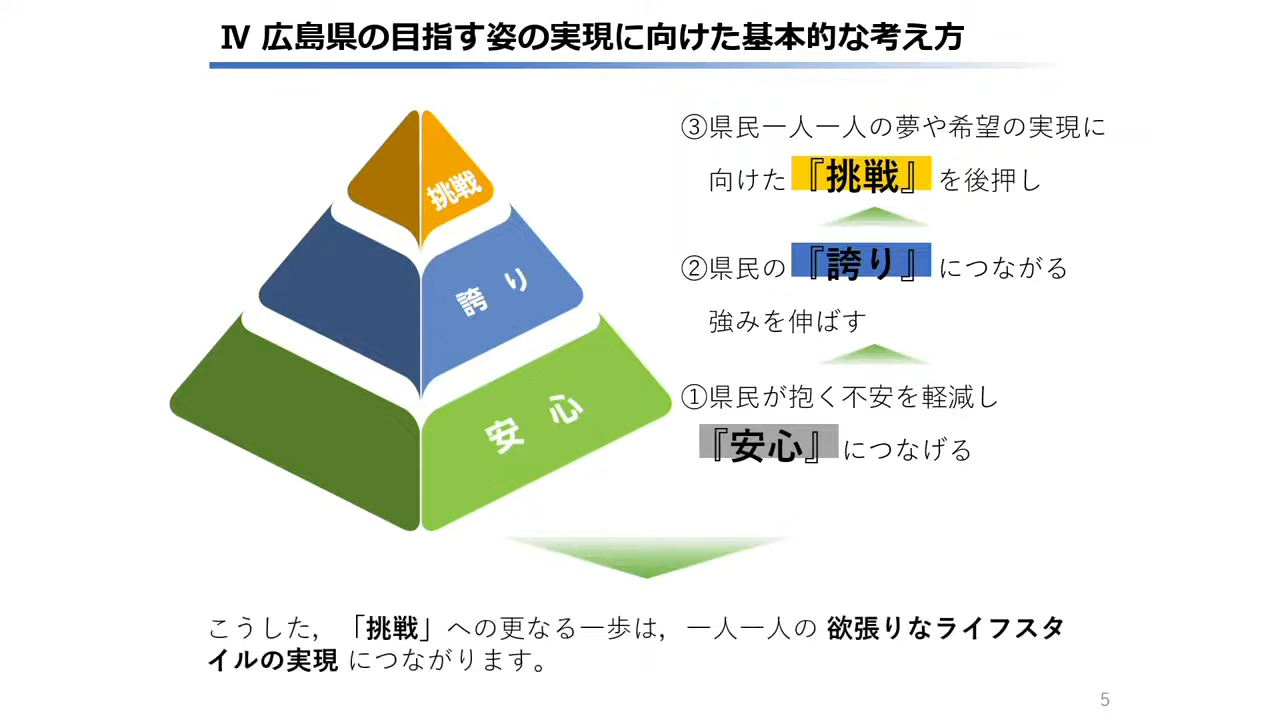 Ⅳ 広島県の目指す姿の実現に向けた基本的な考え方
挑戦
誇り
安心
③県民一人一人の夢や希望の実現に
向けた『挑戦』を後押し
②県民の『誇り』につながる
強みを伸ばす
①県民が抱く不安を軽減し
『安心』につなげる
こうした，「挑戦」への更なる一歩は，一人一人の 欲張りなライフスタ
イルの実現 につながります。
5